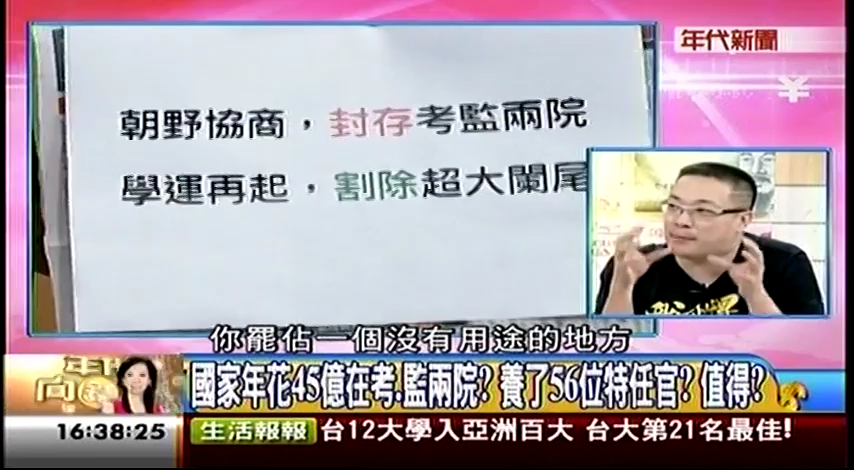 年代新聞
朝野協商，封存考監兩院
學運再起，割除超大闌尾
你罷佔一個沒有用途的地方
年代
向
國家年花45億在考.監兩院? 養了56位特任官? 值得?
16:38:25 生活報報 台12大學入亞洲百大 台大第21名最佳!